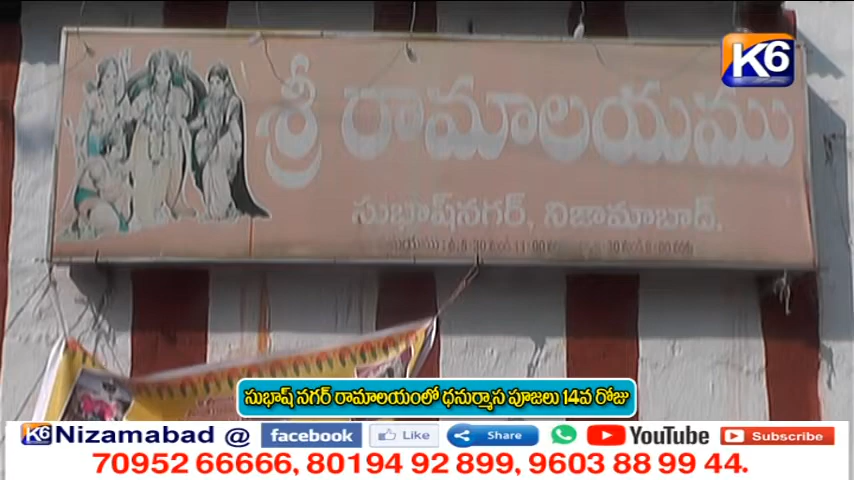 K6
శ్రీ రామాలయము
సుభాష్‌నగర్, నిజామాబాద్.
సుభాష్ నగర్ రామాలయంలో ధనుర్మాస పూజలు 14వ రోజు
K6 Nizamabad @ facebook Like Share YouTube Subscribe
70952 66666, 80194 92 899, 9603 88 99 44.